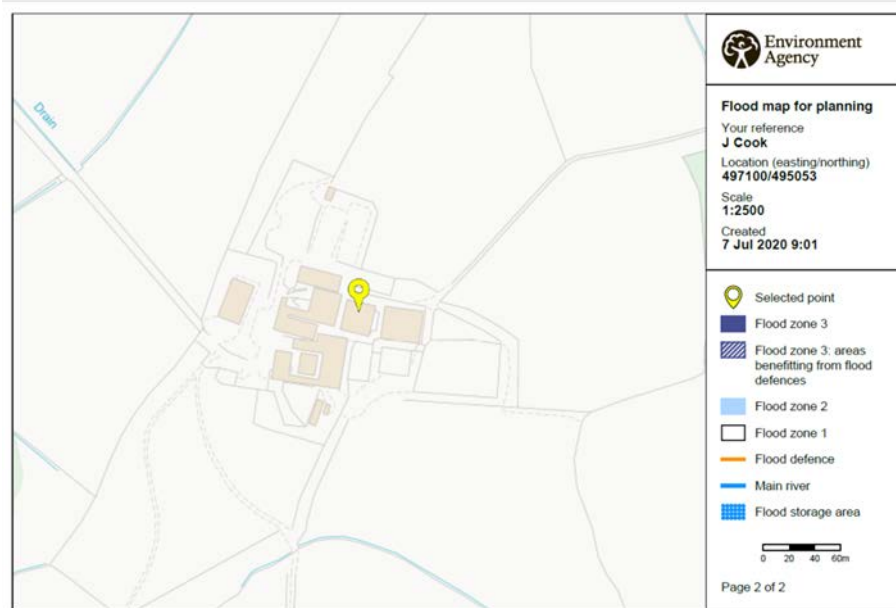 Drain
Environment
Agency
Flood map for planning
Your reference
J Cook
Location (easting/northing)
497100/495053
Scale
1:2500
Created
7 Jul 2020 9:01
Selected point
Flood zone 3
Flood zone 3: areas
benefitting from flood
defences
Flood zone 2
Flood zone 1
Flood defence
Main river
Flood storage area
0 20 40 60m
Page 2 of 2